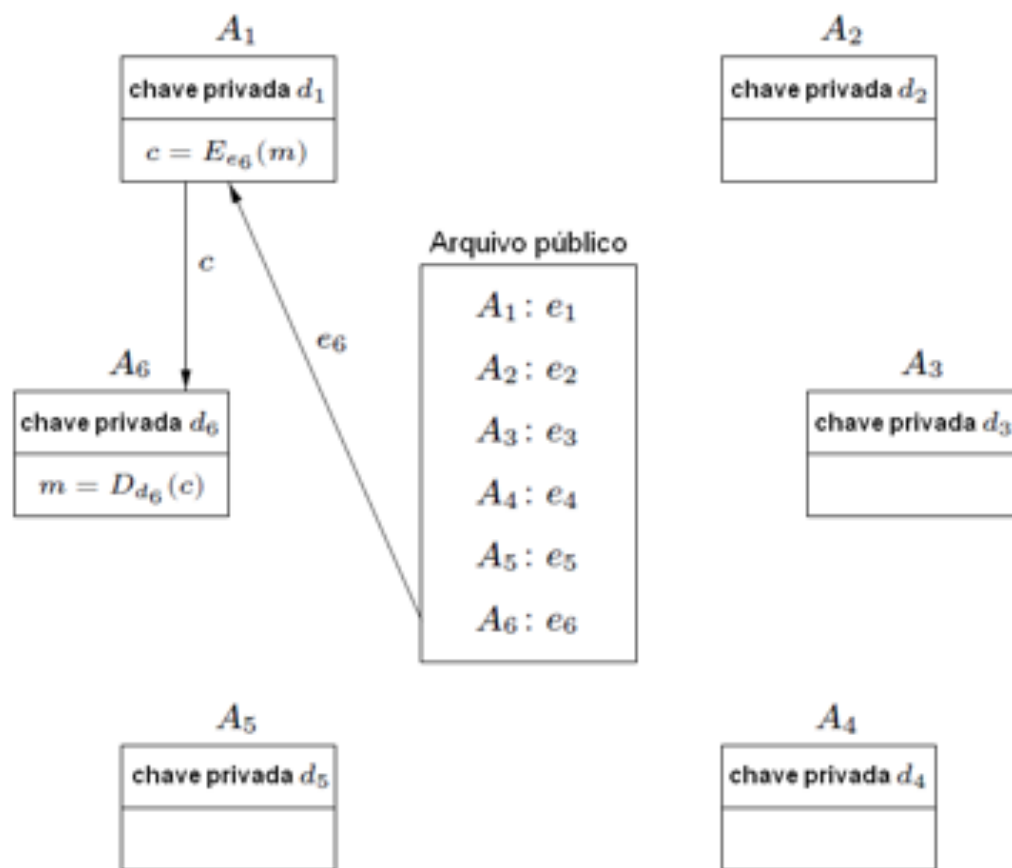 A₁
chave privada d₁
c = E_{e₆}(m)
A₂
chave privada d₂
Arquivo público
A₁: e₁
A₂: e₂
A₃: e₃
A₄: e₄
A₅: e₅
A₆: e₆
c
e₆
A₆
chave privada d₆
m = D_{d₆}(c)
A₃
chave privada d₃
A₅
chave privada d₅
A₄
chave privada d₄